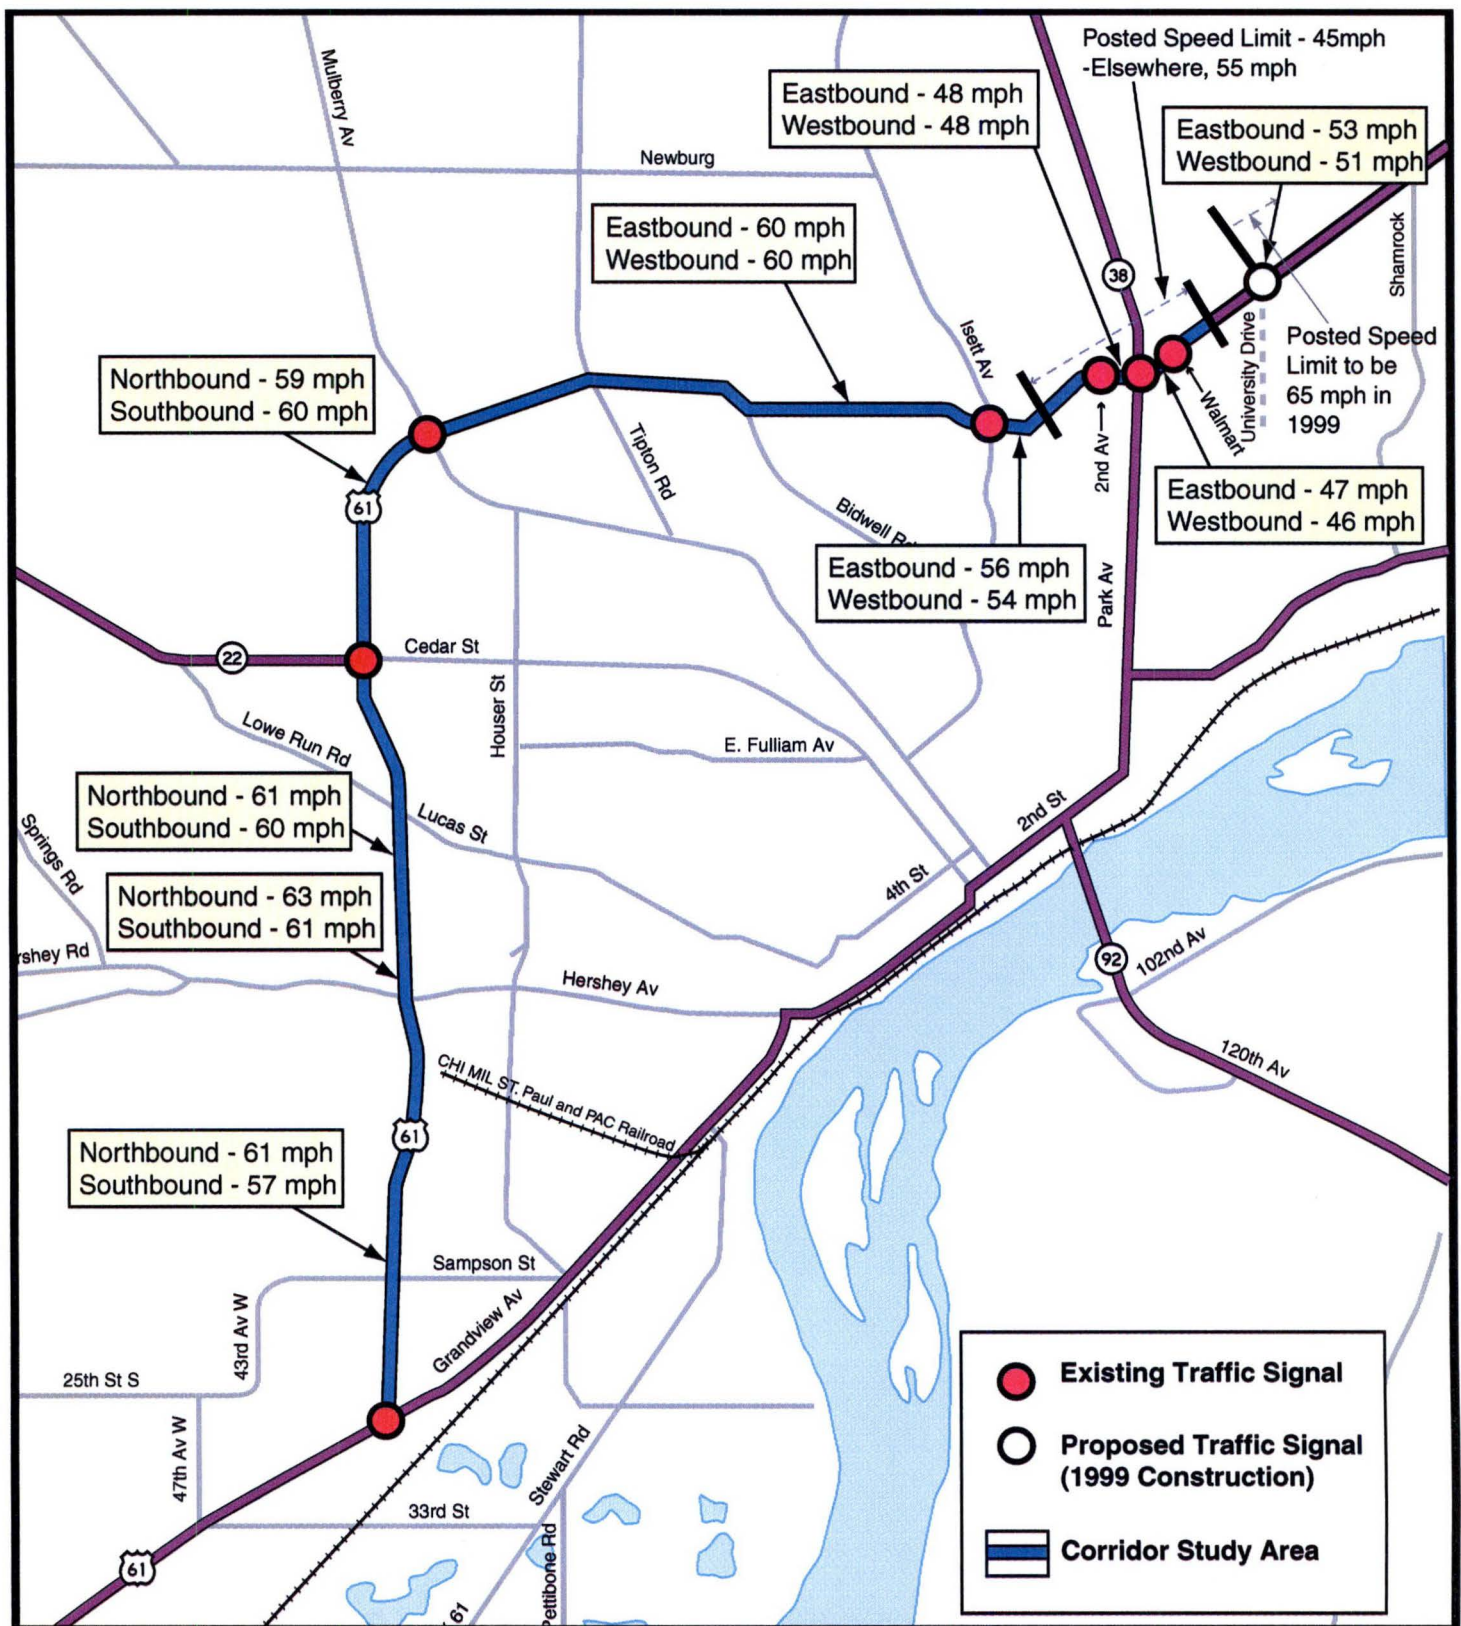 Posted Speed Limit - 45mph
-Elsewhere, 55 mph
Eastbound - 48 mph
Westbound - 48 mph
Eastbound - 53 mph
Westbound - 51 mph
Mulberry Av
Newburg
Eastbound - 60 mph
Westbound - 60 mph
38
Shamrock
Isett Av
University Drive
Posted Speed
Limit to be
65 mph in
1999
Northbound - 59 mph
Southbound - 60 mph
Walmart
2nd Av
Tipton Rd
61
Bidwell Rd
Eastbound - 47 mph
Westbound - 46 mph
Eastbound - 56 mph
Westbound - 54 mph
Park Av
22
Cedar St
Houser St
Lowe Run Rd
E. Fulliam Av
Northbound - 61 mph
Southbound - 60 mph
Lucas St
2nd St
Springs Rd
Northbound - 63 mph
Southbound - 61 mph
4th St
rshey Rd
92
102nd Av
Hershey Av
CHI MIL ST. Paul and PAC Railroad
120th Av
61
Northbound - 61 mph
Southbound - 57 mph
Sampson St
43rd Av W
Grandview Av
25th St S
47th Av W
Stewart Rd
33rd St
Pettibone Rd
61
61
Existing Traffic Signal
Proposed Traffic Signal
(1999 Construction)
Corridor Study Area